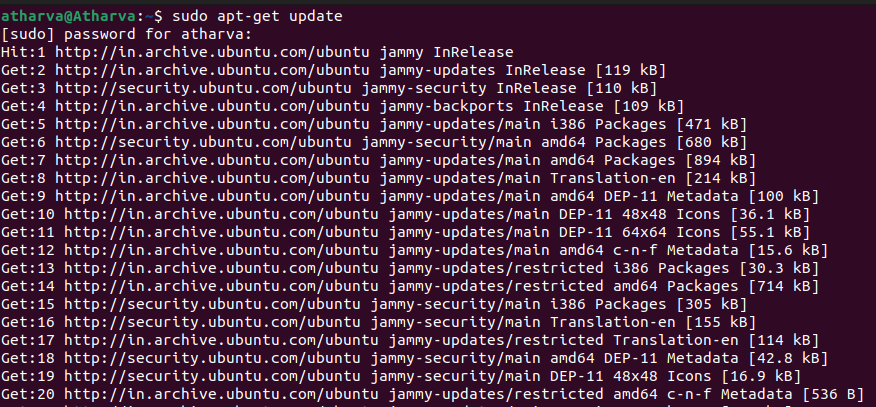 atharva@Atharva:~$ sudo apt-get update
[sudo] password for atharva:
Hit:1 http://in.archive.ubuntu.com/ubuntu jammy InRelease
Get:2 http://in.archive.ubuntu.com/ubuntu jammy-updates InRelease [119 kB]
Get:3 http://security.ubuntu.com/ubuntu jammy-security InRelease [110 kB]
Get:4 http://in.archive.ubuntu.com/ubuntu jammy-backports InRelease [109 kB]
Get:5 http://in.archive.ubuntu.com/ubuntu jammy-updates/main i386 Packages [471 kB]
Get:6 http://security.ubuntu.com/ubuntu jammy-security/main amd64 Packages [680 kB]
Get:7 http://in.archive.ubuntu.com/ubuntu jammy-updates/main amd64 Packages [894 kB]
Get:8 http://in.archive.ubuntu.com/ubuntu jammy-updates/main Translation-en [214 kB]
Get:9 http://in.archive.ubuntu.com/ubuntu jammy-updates/main amd64 DEP-11 Metadata [100 kB]
Get:10 http://in.archive.ubuntu.com/ubuntu jammy-updates/main DEP-11 48x48 Icons [36.1 kB]
Get:11 http://in.archive.ubuntu.com/ubuntu jammy-updates/main DEP-11 64x64 Icons [55.1 kB]
Get:12 http://in.archive.ubuntu.com/ubuntu jammy-updates/main amd64 c-n-f Metadata [15.6 kB]
Get:13 http://in.archive.ubuntu.com/ubuntu jammy-updates/restricted i386 Packages [30.3 kB]
Get:14 http://in.archive.ubuntu.com/ubuntu jammy-updates/restricted amd64 Packages [714 kB]
Get:15 http://security.ubuntu.com/ubuntu jammy-security/main i386 Packages [305 kB]
Get:16 http://security.ubuntu.com/ubuntu jammy-security/main Translation-en [155 kB]
Get:17 http://in.archive.ubuntu.com/ubuntu jammy-updates/restricted Translation-en [114 kB]
Get:18 http://security.ubuntu.com/ubuntu jammy-security/main amd64 DEP-11 Metadata [42.8 kB]
Get:19 http://security.ubuntu.com/ubuntu jammy-security/main DEP-11 48x48 Icons [16.9 kB]
Get:20 http://in.archive.ubuntu.com/ubuntu jammy-updates/restricted amd64 c-n-f Metadata [536 B]